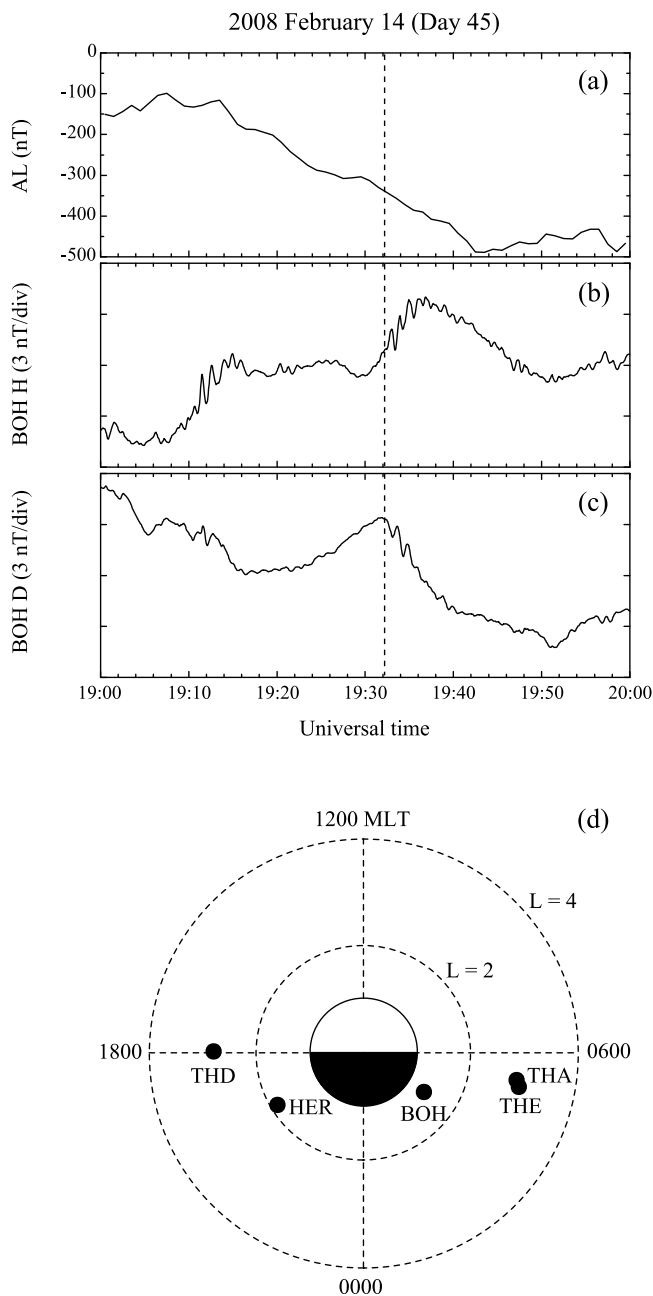 2008 February 14 (Day 45)
(a)
AL (nT)
0
-100
-200
-300
-400
-500
(b)
BOH H (3 nT/div)
(c)
BOH D (3 nT/div)
19:00 19:10 19:20 19:30 19:40 19:50 20:00
Universal time
1200 MLT
(d)
L = 4
L = 2
1800
0600
THD
THA
HER
BOH
THE
0000